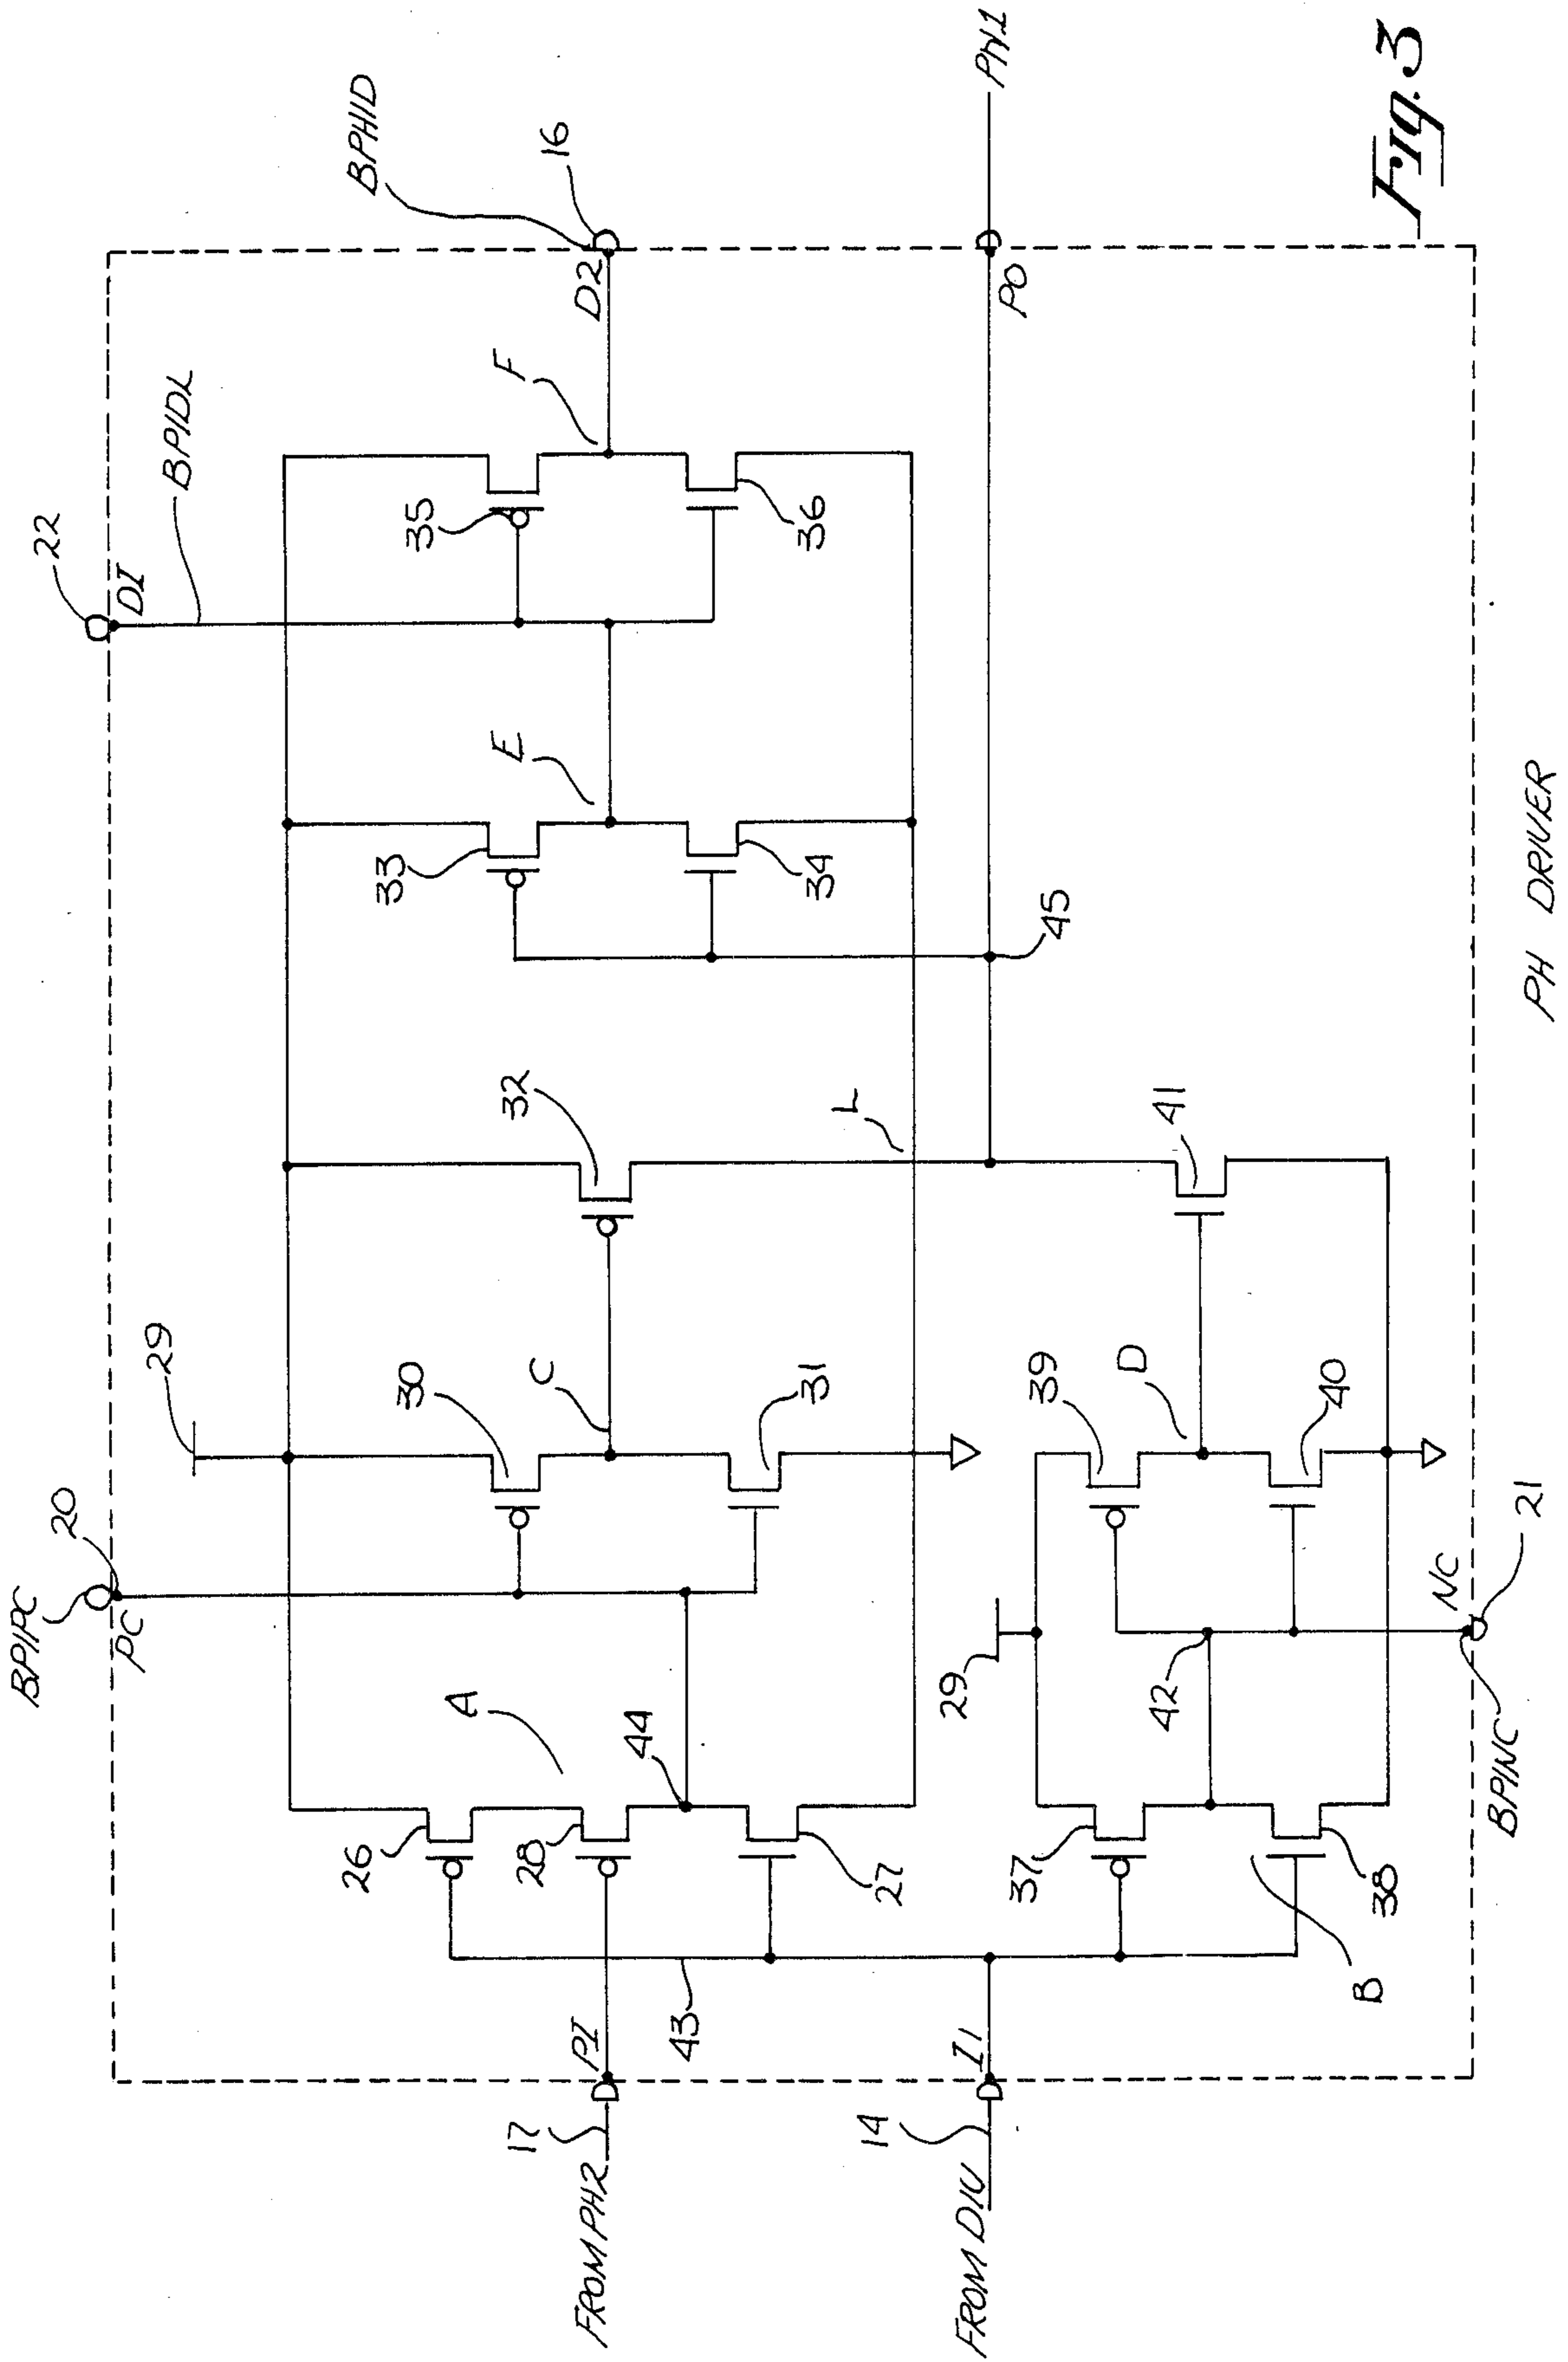 BPIPC
20
PC
29
22
DI
BPIDL
BPHID
16
D2
F
35
36
E
33
34
45
32
L
30
C
31
A
26
28
44
27
43
PI
17
FROM PH2
I1
14
FROM DIV
37
38
B
42
29
39
D
40
41
NC
21
BPINC
PO
PH1
PH DRIVER
Fig. 3